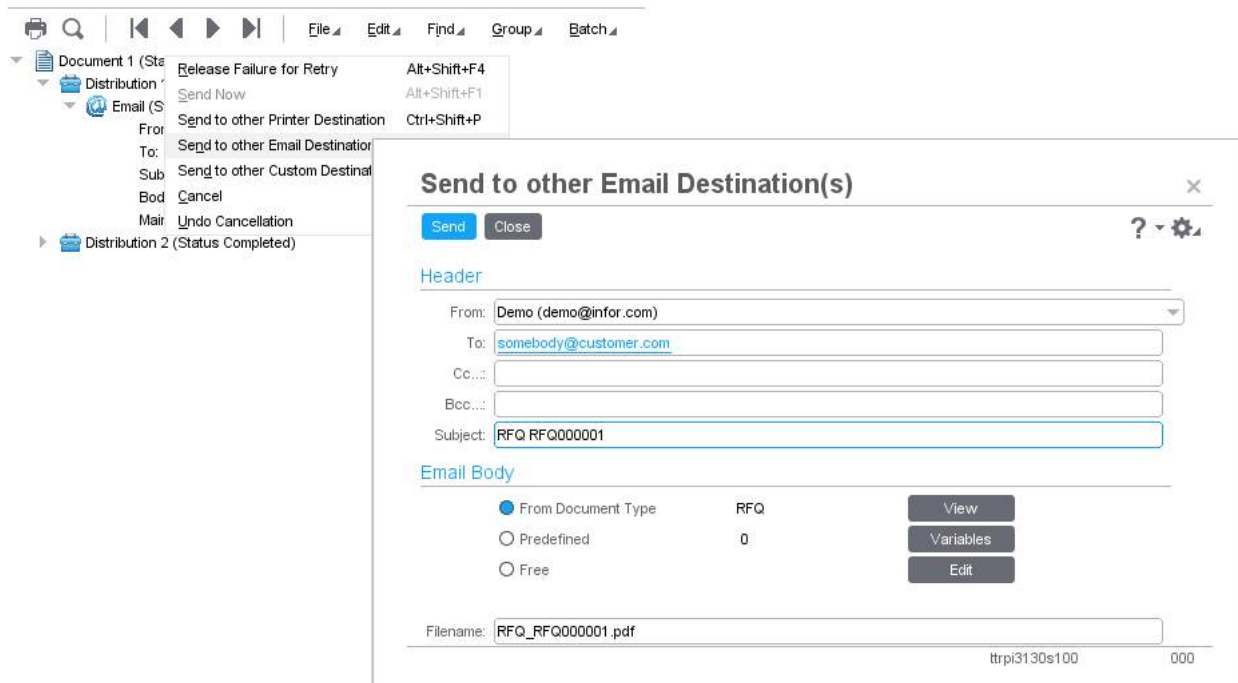 File Edit Find Group Batch
Document 1 (Sta
Distribution
Email (S
To:
Sub
Bod
Release Failure for Retry Alt+Shift+F4
Send Now Alt+Shift+F1
Send to other Printer Destination Ctrl+Shift+P
Send to other Email Destination
Send to other Custom Destinat
Cancel
Undo Cancellation
Distribution 2 (Status Completed)
Send to other Email Destination(s)
Send Close
?
Header
From: Demo (demo@infor.com)
To: somebody@customer.com
Cc...:
Bcc...:
Subject: RFQ RFQ000001
Email Body
From Document Type RFQ View
Predefined 0 Variables
Free Edit
Filename: RFQ_RFQ000001.pdf
ttrpi3130s100 000